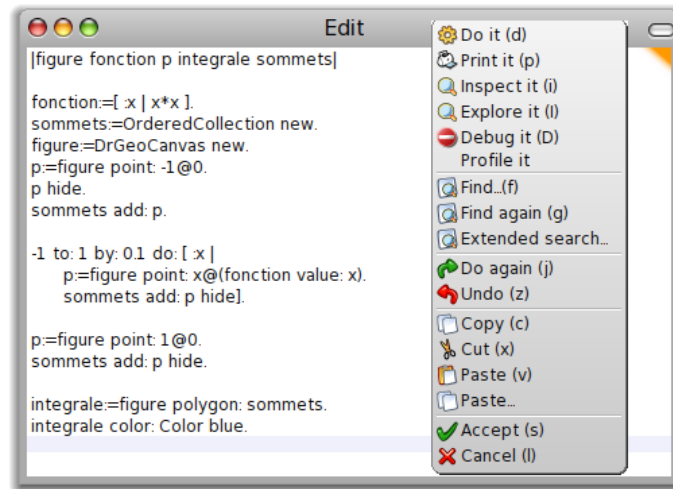 Edit
|figure fonction p integrale sommets|
fonction:=[ :x | x*x ].
sommets:=OrderedCollection new.
figure:=DrGeoCanvas new.
p:=figure point: -1@0.
p hide.
sommets add: p.
-1 to: 1 by: 0.1 do: [ :x |
p:=figure point: x@(fonction value: x).
sommets add: p hide].
p:=figure point: 1@0.
sommets add: p hide.
integrale:=figure polygon: sommets.
integrale color: Color blue.
Do it (d)
Print it (p)
Inspect it (i)
Explore it (I)
Debug it (D)
Profile it
Find...(f)
Find again (g)
Extended search...
Do again (j)
Undo (z)
Copy (c)
Cut (x)
Paste (v)
Paste...
Accept (s)
Cancel (l)